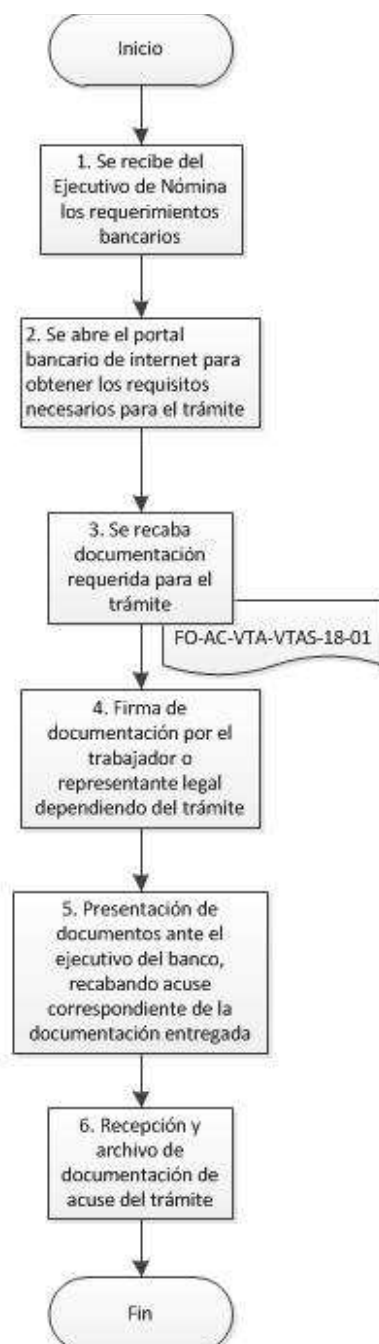 Inicio
1. Se recibe del
Ejecutivo de Nómina
los requerimientos
bancarios
2. Se abre el portal
bancario de internet para
obtener los requisitos
necesarios para el trámite
3. Se recaba
documentación
requerida para el
trámite
FO-AC-VTA-VTAS-18-01
4. Firma de
documentación por el
trabajador o
representante legal
dependiendo del trámite
5. Presentación de
documentos ante el
ejecutivo del banco,
recabando acuse
correspondiente de la
documentación entregada
6. Recepción y
archivo de
documentación de
acuse del trámite
Fin